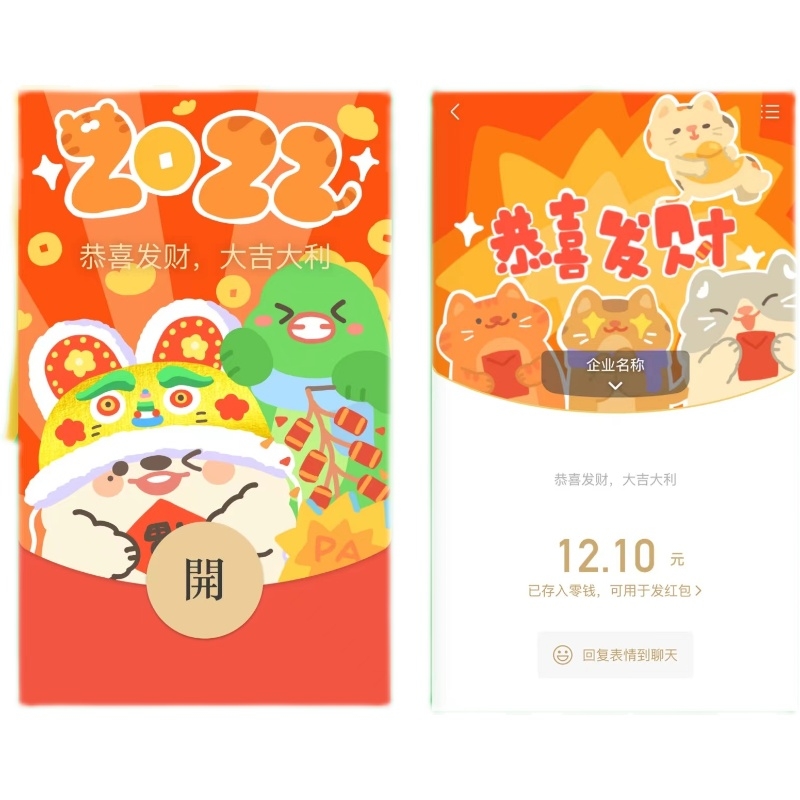 2022
恭喜发财，大吉大利
PA
開
恭喜发财
企业名称
恭喜发财，大吉大利
12.10 元
已存入零钱，可用于发红包
回复表情到聊天